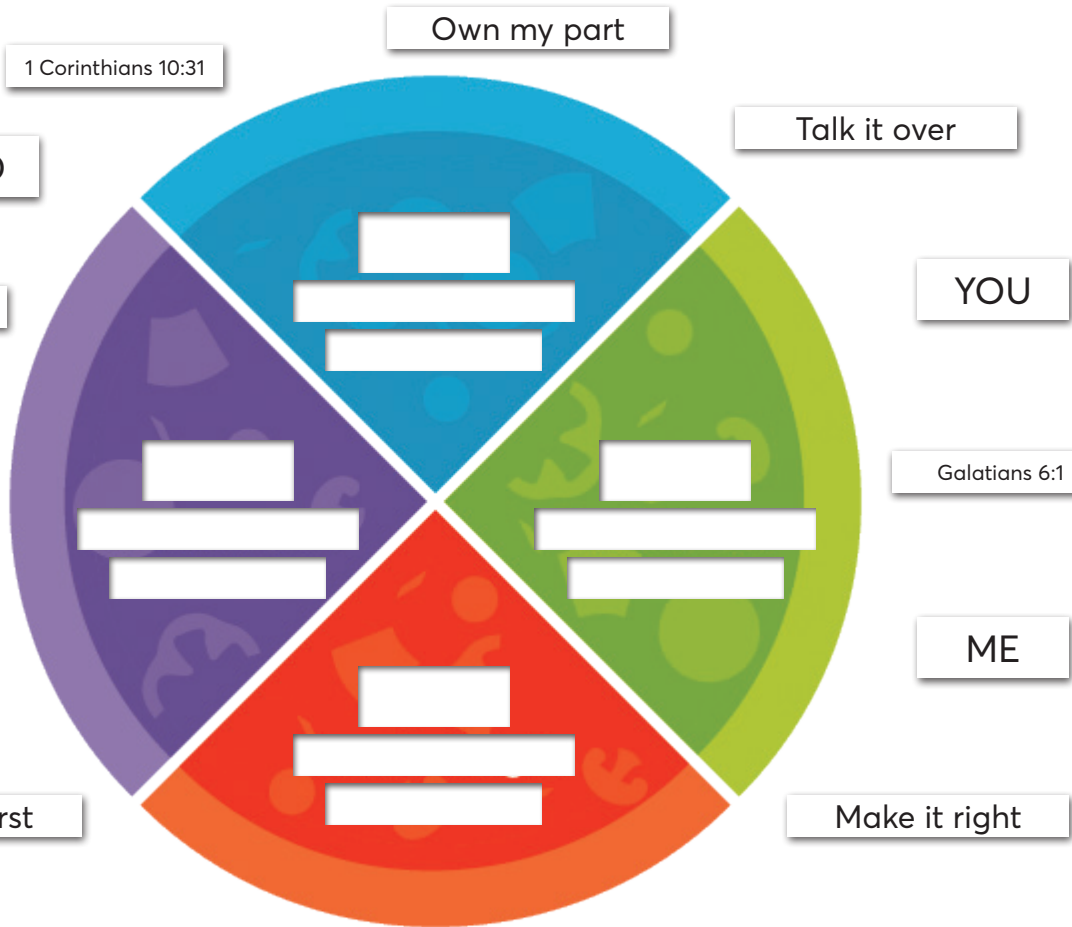 Own my part
1 Corinthians 10:31
Talk it over
YOU
Galatians 6:1
ME
Make it right